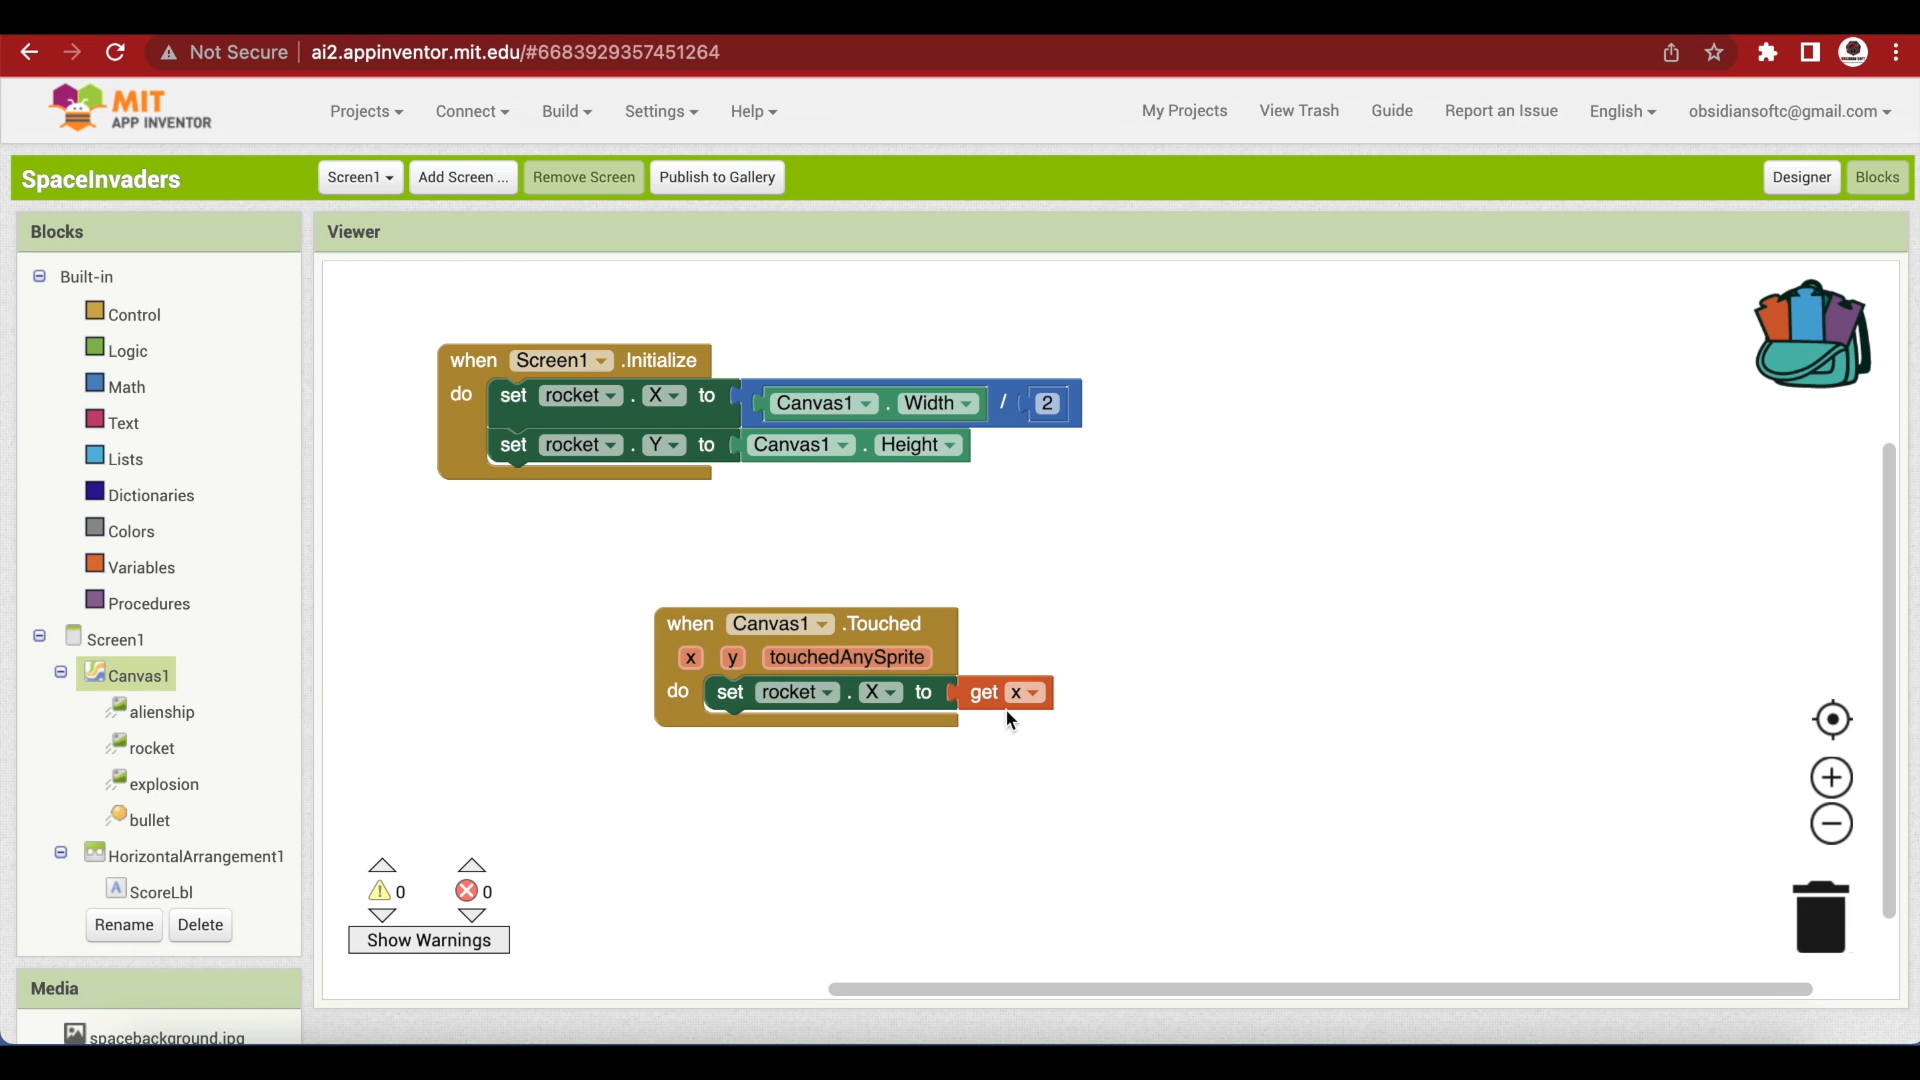 Not Secure
ai2.appinventor.mit.edu/#6683929357451264
MIT
APP INVENTOR
Projects
Connect
Build
Settings
Help
My Projects
View Trash
Guide
Report an Issue
English
obsidiansoftc@gmail.com
SpaceInvaders
Screen1
Add Screen ...
Remove Screen
Publish to Gallery
Designer
Blocks
Blocks
Built-in
Control
Logic
Math
Text
Lists
Dictionaries
Colors
Variables
Procedures
Screen1
Canvas1
alienship
rocket
explosion
bullet
HorizontalArrangement1
A ScoreLbl
Rename
Delete
Media
spacebackground.jpg
Viewer
when Screen1 .Initialize
do set rocket . X to Canvas1 . Width / 2
set rocket . Y to Canvas1 . Height
when Canvas1 .Touched
x y touchedAnySprite
do set rocket . X to get x
0
0
Show Warnings